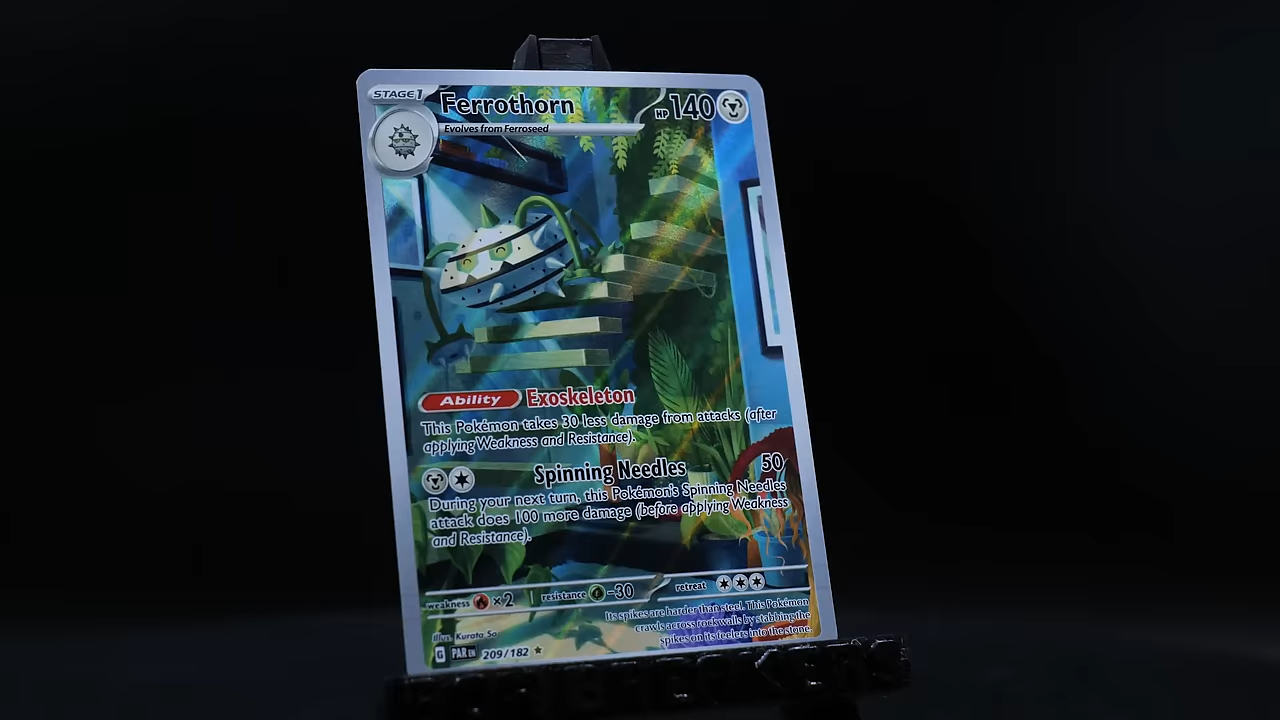 STAGE 1 Ferrothorn HP 140
Evolves from Ferroseed
Ability Exoskeleton
This Pokémon takes 30 less damage from attacks (after
applying Weakness and Resistance).
Spinning Needles 50
During your next turn, this Pokémon's Spinning Needles
attack does 100 more damage (before applying Weakness
and Resistance).
weakness ×2 resistance -30 retreat
Its spikes are harder than steel. This Pokémon
crawls across rock walls by stabbing the
spikes on its feelers into the stone.
Illus. Kurata So
G PAR EN 209/182